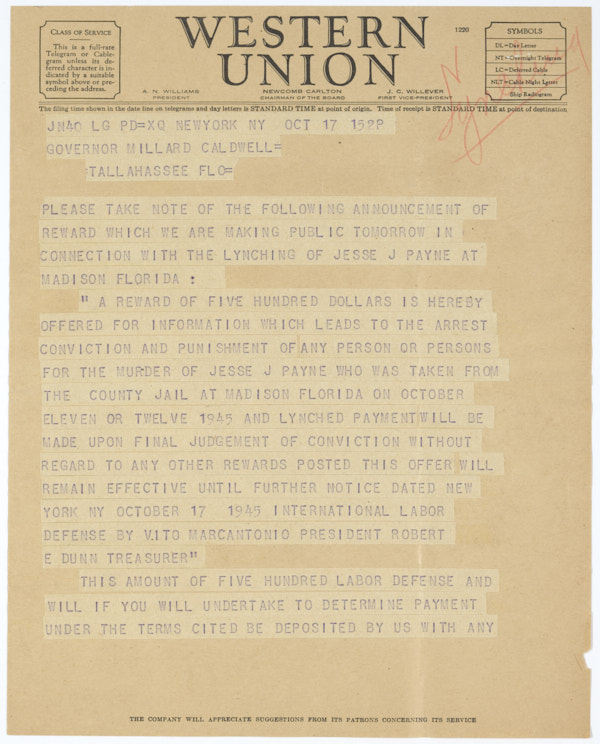 CLASS OF SERVICE
This is a full-rate
Telegram or Cable-
gram unless its de-
ferred character is in-
dicated by a suitable
symbol above or pre-
ceding the address.
WESTERN
UNION
1220
SYMBOLS
DL=Day Letter
NT=Overnight Telegram
LC=Deferred Cable
NLT=Cable Night Letter
Ship Radiogram
A. N. WILLIAMS
PRESIDENT
NEWCOMB CARLTON
CHAIRMAN OF THE BOARD
J. C. WILLEVER
FIRST VICE-PRESIDENT
The filing time shown in the date line on telegrams and day letters is STANDARD TIME at point of origin. Time of receipt is STANDARD TIME at point of destination
JN40 LG PD=XQ NEWYORK NY OCT 17 152P
GOVERNOR MILLARD CALDWELL=
TALLAHASSEE FLO=
PLEASE TAKE NOTE OF THE FOLLOWING ANNOUNCEMENT OF
REWARD WHICH WE ARE MAKING PUBLIC TOMORROW IN
CONNECTION WITH THE LYNCHING OF JESSE J PAYNE AT
MADISON FLORIDA :
" A REWARD OF FIVE HUNDRED DOLLARS IS HEREBY
OFFERED FOR INFORMATION WHICH LEADS TO THE ARREST
CONVICTION AND PUNISHMENT OF ANY PERSON OR PERSONS
FOR THE MURDER OF JESSE J PAYNE WHO WAS TAKEN FROM
THE COUNTY JAIL AT MADISON FLORIDA ON OCTOBER
ELEVEN OR TWELVE 1945 AND LYNCHED PAYMENT WILL BE
MADE UPON FINAL JUDGEMENT OF CONVICTION WITHOUT
REGARD TO ANY OTHER REWARDS POSTED THIS OFFER WILL
REMAIN EFFECTIVE UNTIL FURTHER NOTICE DATED NEW
YORK NY OCTOBER 17 1945 INTERNATIONAL LABOR
DEFENSE BY VITO MARCANTONIO PRESIDENT ROBERT
E DUNN TREASURER"
THIS AMOUNT OF FIVE HUNDRED LABOR DEFENSE AND
WILL IF YOU WILL UNDERTAKE TO DETERMINE PAYMENT
UNDER THE TERMS CITED BE DEPOSITED BY US WITH ANY
THE COMPANY WILL APPRECIATE SUGGESTIONS FROM ITS PATRONS CONCERNING ITS SERVICE